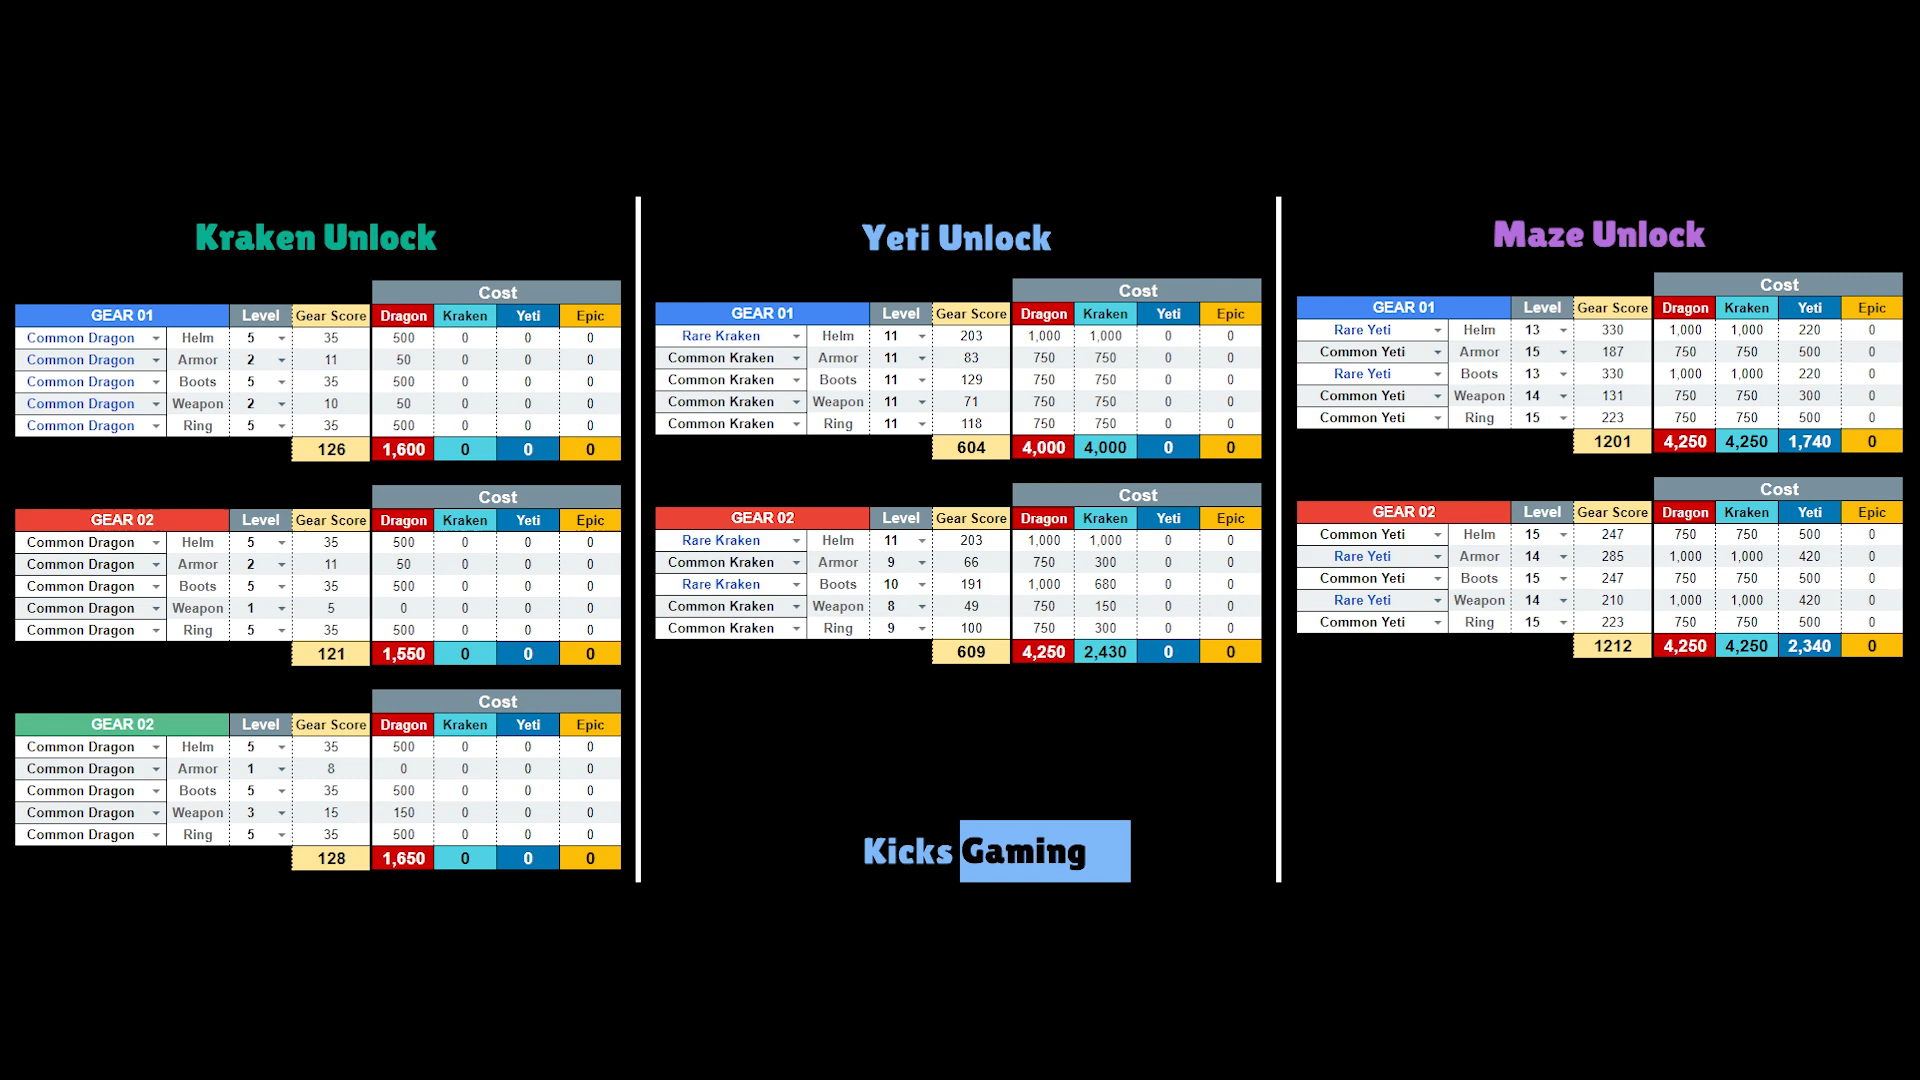 Kraken Unlock
Cost
GEAR 01 Level Gear Score Dragon Kraken Yeti Epic
Common Dragon Helm 5 35 500 0 0 0
Common Dragon Armor 2 11 50 0 0 0
Common Dragon Boots 5 35 500 0 0 0
Common Dragon Weapon 2 10 50 0 0 0
Common Dragon Ring 5 35 500 0 0 0
126 1,600 0 0 0
Cost
GEAR 02 Level Gear Score Dragon Kraken Yeti Epic
Common Dragon Helm 5 35 500 0 0 0
Common Dragon Armor 2 11 50 0 0 0
Common Dragon Boots 5 35 500 0 0 0
Common Dragon Weapon 1 5 0 0 0 0
Common Dragon Ring 5 35 500 0 0 0
121 1,550 0 0 0
Cost
GEAR 02 Level Gear Score Dragon Kraken Yeti Epic
Common Dragon Helm 5 35 500 0 0 0
Common Dragon Armor 1 8 0 0 0 0
Common Dragon Boots 5 35 500 0 0 0
Common Dragon Weapon 3 15 150 0 0 0
Common Dragon Ring 5 35 500 0 0 0
128 1,650 0 0 0
Yeti Unlock
Cost
GEAR 01 Level Gear Score Dragon Kraken Yeti Epic
Rare Kraken Helm 11 203 1,000 1,000 0 0
Common Kraken Armor 11 83 750 750 0 0
Common Kraken Boots 11 129 750 750 0 0
Common Kraken Weapon 11 71 750 750 0 0
Common Kraken Ring 11 118 750 750 0 0
604 4,000 4,000 0 0
Cost
GEAR 02 Level Gear Score Dragon Kraken Yeti Epic
Rare Kraken Helm 11 203 1,000 1,000 0 0
Common Kraken Armor 9 66 750 300 0 0
Rare Kraken Boots 10 191 1,000 680 0 0
Common Kraken Weapon 8 49 750 150 0 0
Common Kraken Ring 9 100 750 300 0 0
609 4,250 2,430 0 0
Kicks Gaming
Maze Unlock
Cost
GEAR 01 Level Gear Score Dragon Kraken Yeti Epic
Rare Yeti Helm 13 330 1,000 1,000 220 0
Common Yeti Armor 15 187 750 750 500 0
Rare Yeti Boots 13 330 1,000 1,000 220 0
Common Yeti Weapon 14 131 750 750 300 0
Common Yeti Ring 15 223 750 750 500 0
1201 4,250 4,250 1,740 0
Cost
GEAR 02 Level Gear Score Dragon Kraken Yeti Epic
Common Yeti Helm 15 247 750 750 500 0
Rare Yeti Armor 14 285 1,000 1,000 420 0
Common Yeti Boots 15 247 750 750 500 0
Rare Yeti Weapon 14 210 1,000 1,000 420 0
Common Yeti Ring 15 223 750 750 500 0
1212 4,250 4,250 2,340 0